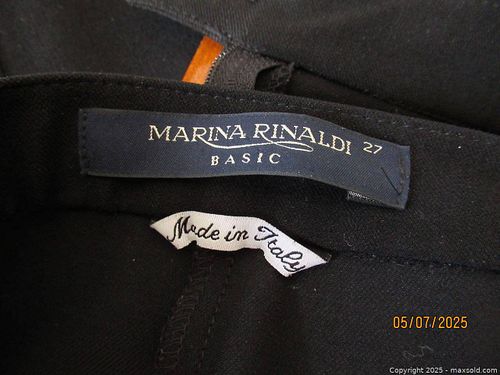 MARINA RINALDI 27
BASIC
Made in Italy
05/07/2025
Copyright 2025 - maxsold.com